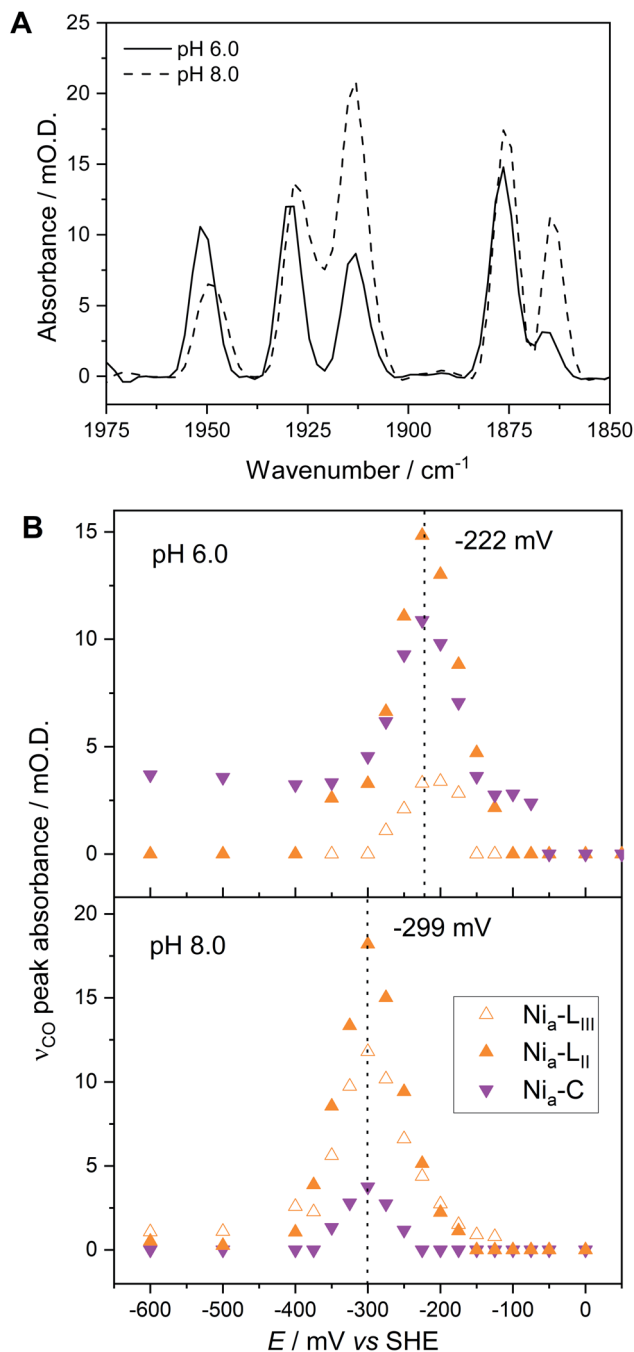 A
pH 6.0
pH 8.0
25
20
15
10
5
0
Absorbance / mO.D.
1975 1950 1925 1900 1875 1850
Wavenumber / cm⁻¹
B
pH 6.0
-222 mV
15
10
5
0
pH 8.0
-299 mV
20
15
10
5
0
νCO peak absorbance / mO.D.
Niₐ-LIII
Niₐ-LII
Niₐ-C
-600 -500 -400 -300 -200 -100 0
E / mV vs SHE